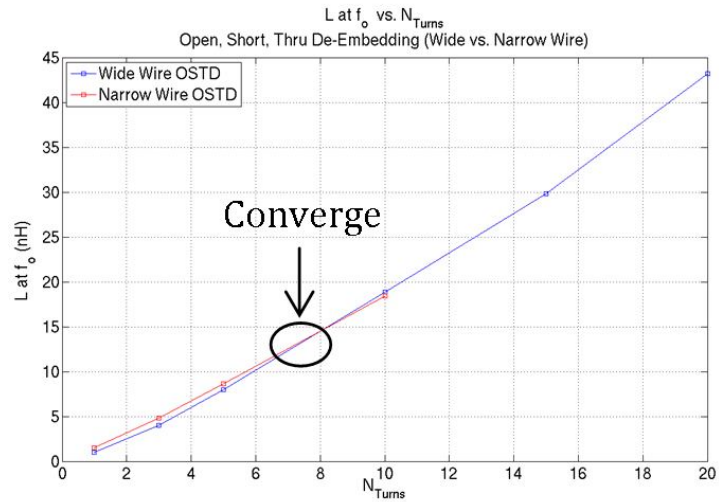 L at fo vs. NTurns
Open, Short, Thru De-Embedding (Wide vs. Narrow Wire)
45
Wide Wire OSTD
Narrow Wire OSTD
40
35
30
25
20
15
10
5
0
L at fo (nH)
Converge
0 2 4 6 8 10 12 14 16 18 20
NTurns